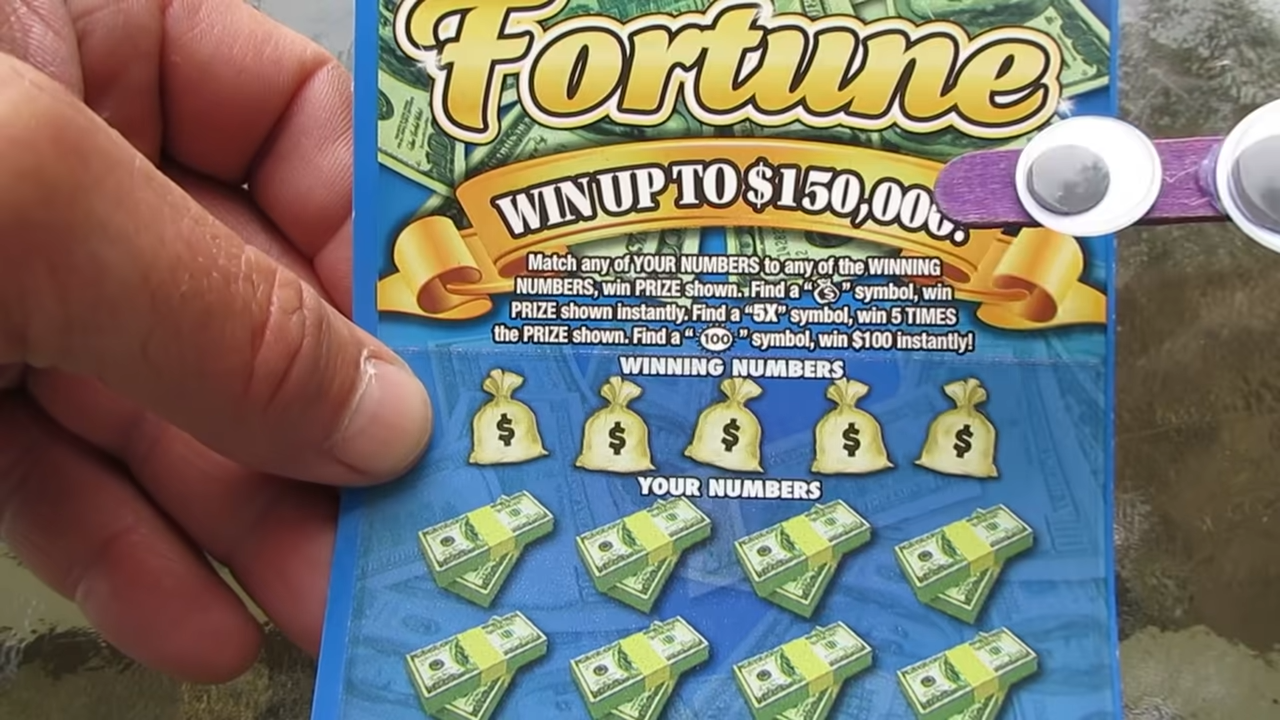 Fortune
WIN UP TO $150,000!
Match any of YOUR NUMBERS to any of the WINNING
NUMBERS, win PRIZE shown. Find a “$” symbol, win
PRIZE shown instantly. Find a “5X” symbol, win 5 TIMES
the PRIZE shown. Find a “100” symbol, win $100 instantly!
WINNING NUMBERS
$ $ $ $ $
YOUR NUMBERS